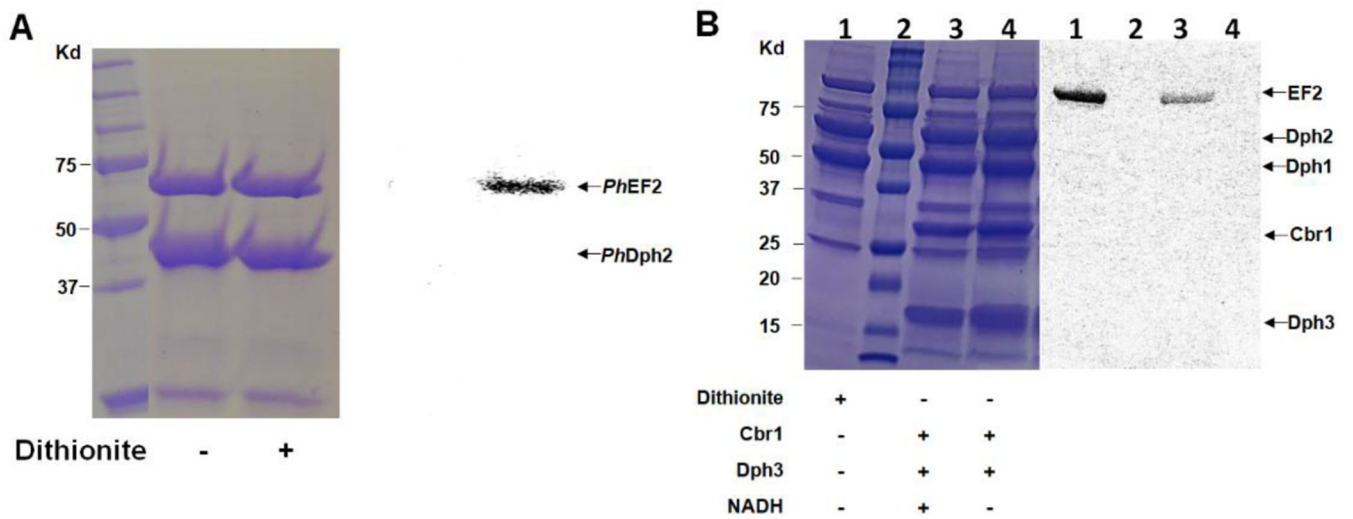 A
Kd
75
50
37
PhEF2
PhDph2
Dithionite - +
B
1 2 3 4 1 2 3 4
Kd
75
50
37
25
20
15
EF2
Dph2
Dph1
Cbr1
Dph3
Dithionite + - -
Cbr1 - + +
Dph3 - + +
NADH - + -